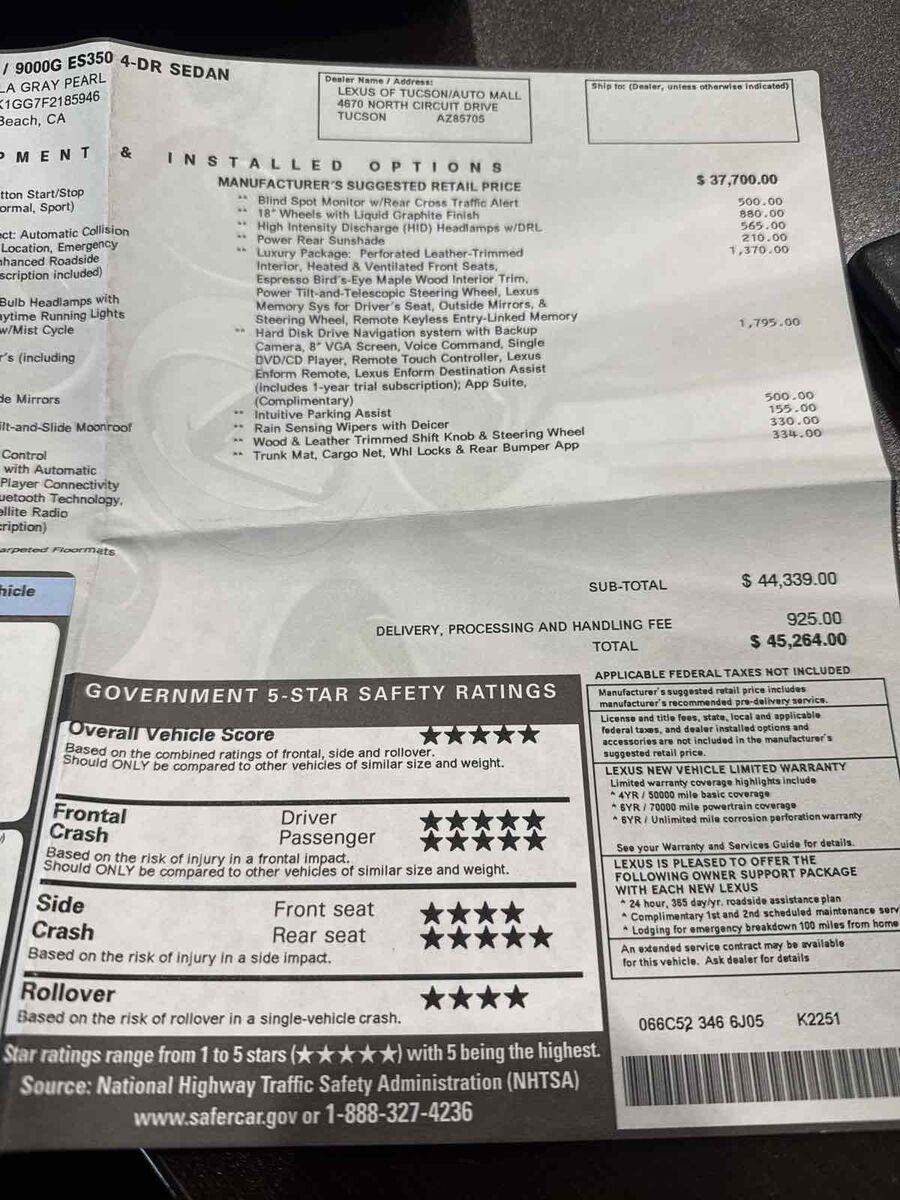 / 9000G ES350 4-DR SEDAN
LA GRAY PEARL
K1GG7F2185946
Beach, CA
Dealer Name / Address:
LEXUS OF TUCSON/AUTO MALL
4670 NORTH CIRCUIT DRIVE
TUCSON AZ85705
Ship to: (Dealer, unless otherwise indicated)
PMENT & INSTALLED OPTIONS
MANUFACTURER'S SUGGESTED RETAIL PRICE $ 37,700.00
** Blind Spot Monitor w/Rear Cross Traffic Alert 500.00
** 18" Wheels with Liquid Graphite Finish 880.00
** High Intensity Discharge (HID) Headlamps w/DRL 565.00
** Power Rear Sunshade 210.00
** Luxury Package: Perforated Leather-Trimmed 1,370.00
Interior, Heated & Ventilated Front Seats,
Espresso Bird's-Eye Maple Wood Interior Trim,
Power Tilt-and-Telescopic Steering Wheel, Lexus
Memory Sys for Driver's Seat, Outside Mirrors, &
Steering Wheel, Remote Keyless Entry-Linked Memory
** Hard Disk Drive Navigation system with Backup 1,795.00
Camera, 8" VGA Screen, Voice Command, Single
DVD/CD Player, Remote Touch Controller, Lexus
Enform Remote, Lexus Enform Destination Assist
(includes 1-year trial subscription); App Suite,
(Complimentary)
** Intuitive Parking Assist 500.00
** Rain Sensing Wipers with Deicer 155.00
** Wood & Leather Trimmed Shift Knob & Steering Wheel 330.00
** Trunk Mat, Cargo Net, Whl Locks & Rear Bumper App 334.00
tton Start/Stop
ormal, Sport)
ect: Automatic Collision
Location, Emergency
nhanced Roadside
scription included)
Bulb Headlamps with
aytime Running Lights
w/Mist Cycle
r's (including
de Mirrors
ilt-and-Slide Moonroof
Control
with Automatic
Player Connectivity
uetooth Technology,
ellite Radio
cription)
arpeted Floormats
hicle
SUB-TOTAL $ 44,339.00
DELIVERY, PROCESSING AND HANDLING FEE 925.00
TOTAL $ 45,264.00
GOVERNMENT 5-STAR SAFETY RATINGS
Overall Vehicle Score ★★★★★
Based on the combined ratings of frontal, side and rollover.
Should ONLY be compared to other vehicles of similar size and weight.
Frontal Driver ★★★★★
Crash Passenger ★★★★★
Based on the risk of injury in a frontal impact.
Should ONLY be compared to other vehicles of similar size and weight.
Side Front seat ★★★★
Crash Rear seat ★★★★★
Based on the risk of injury in a side impact.
Rollover ★★★★
Based on the risk of rollover in a single-vehicle crash.
Star ratings range from 1 to 5 stars (★★★★★) with 5 being the highest.
Source: National Highway Traffic Safety Administration (NHTSA)
www.safercar.gov or 1-888-327-4236
APPLICABLE FEDERAL TAXES NOT INCLUDED
Manufacturer's suggested retail price includes
manufacturer's recommended pre-delivery service.
License and title fees, state, local and applicable
federal taxes, and dealer installed options and
accessories are not included in the manufacturer's
suggested retail price.
LEXUS NEW VEHICLE LIMITED WARRANTY
Limited warranty coverage highlights include
* 4YR / 50000 mile basic coverage
* 6YR / 70000 mile powertrain coverage
* 6YR / Unlimited mile corrosion perforation warranty
See your Warranty and Services Guide for details.
LEXUS IS PLEASED TO OFFER THE
FOLLOWING OWNER SUPPORT PACKAGE
WITH EACH NEW LEXUS
* 24 hour, 365 day/yr. roadside assistance plan
* Complimentary 1st and 2nd scheduled maintenance serv
* Lodging for emergency breakdown 100 miles from home
An extended service contract may be available
for this vehicle. Ask dealer for details
066C52 346 6J05 K2251